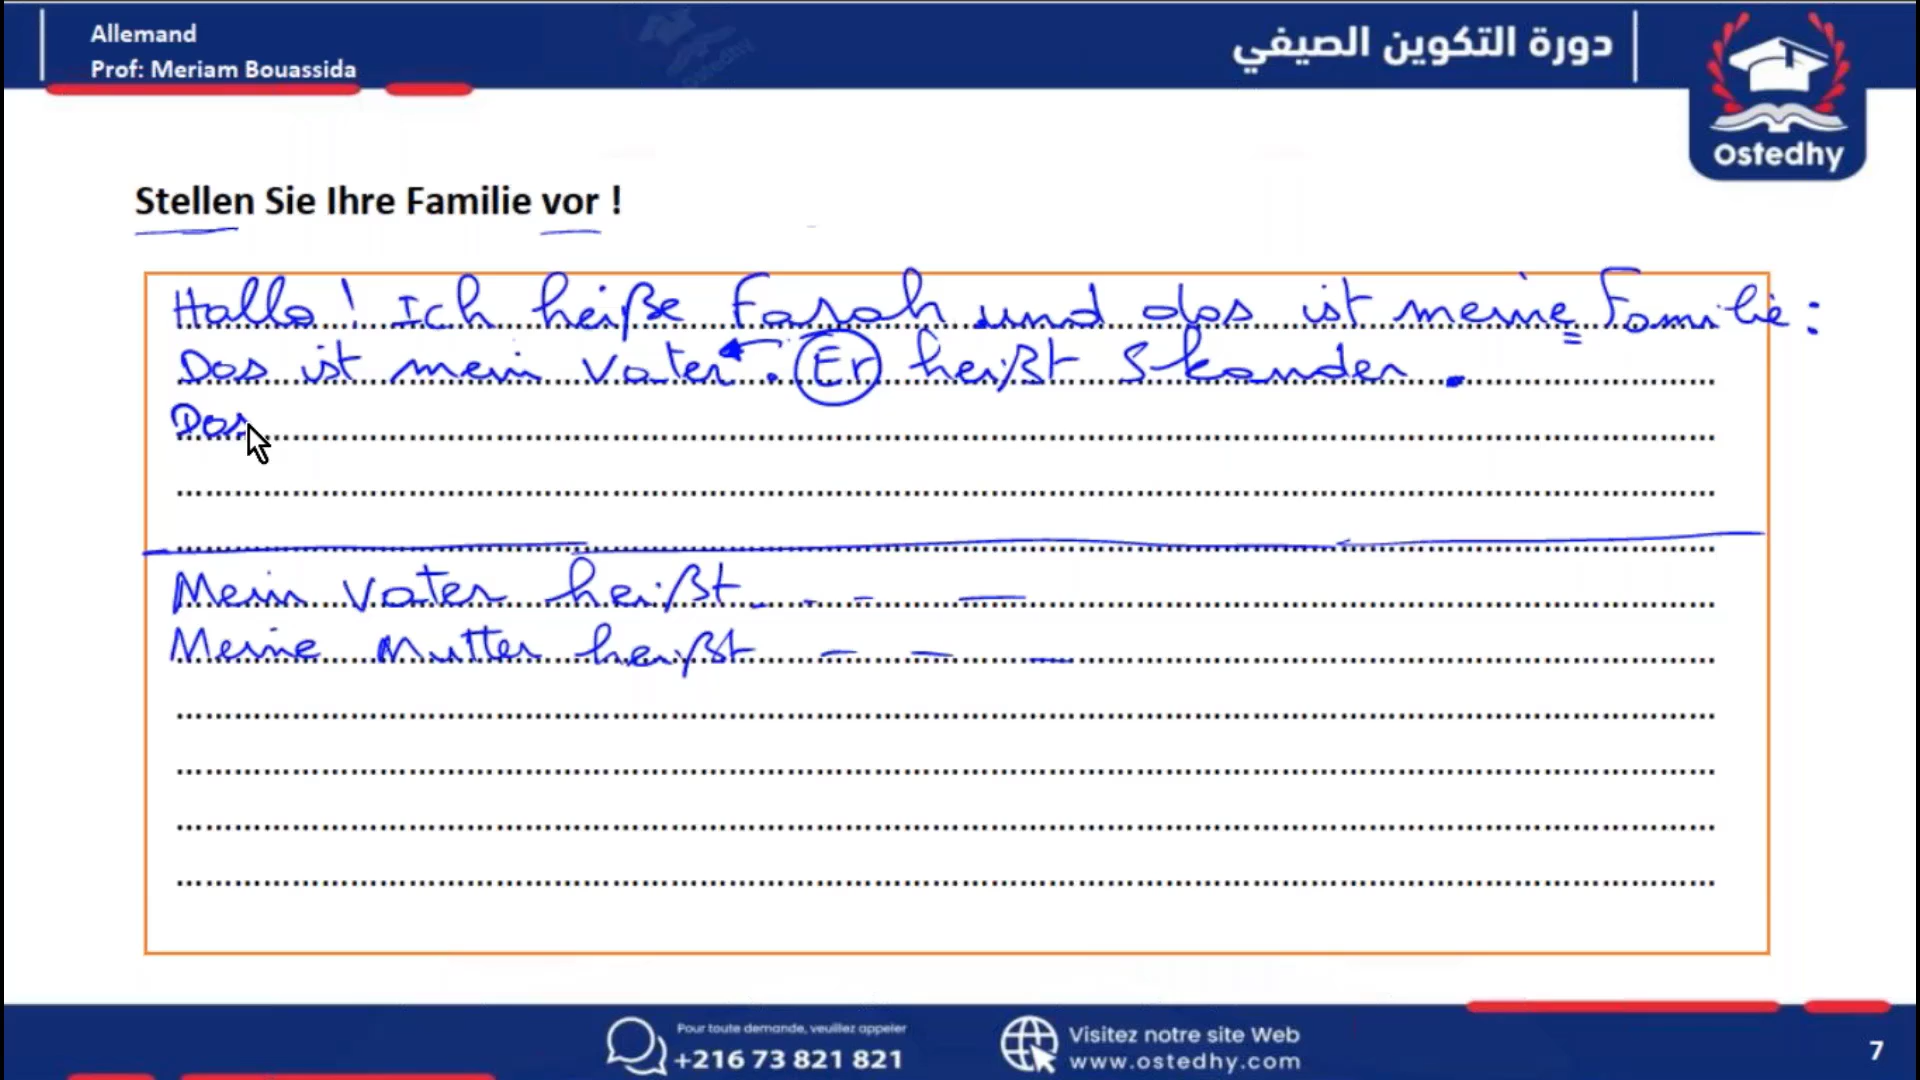 Allemand
Prof: Meriam Bouassida
دورة التكوين الصيفي
Ostedhy
Stellen Sie Ihre Familie vor !
Hallo! Ich heiße Farah und das ist meine Familie:
Das ist mein Vater. Er heißt Skander.
Das
Mein Vater heißt - - - —
Meine Mutter heißt - - -
Pour toute demande, veuillez appeler
+216 73 821 821
Visitez notre site Web
www.ostedhy.com
7